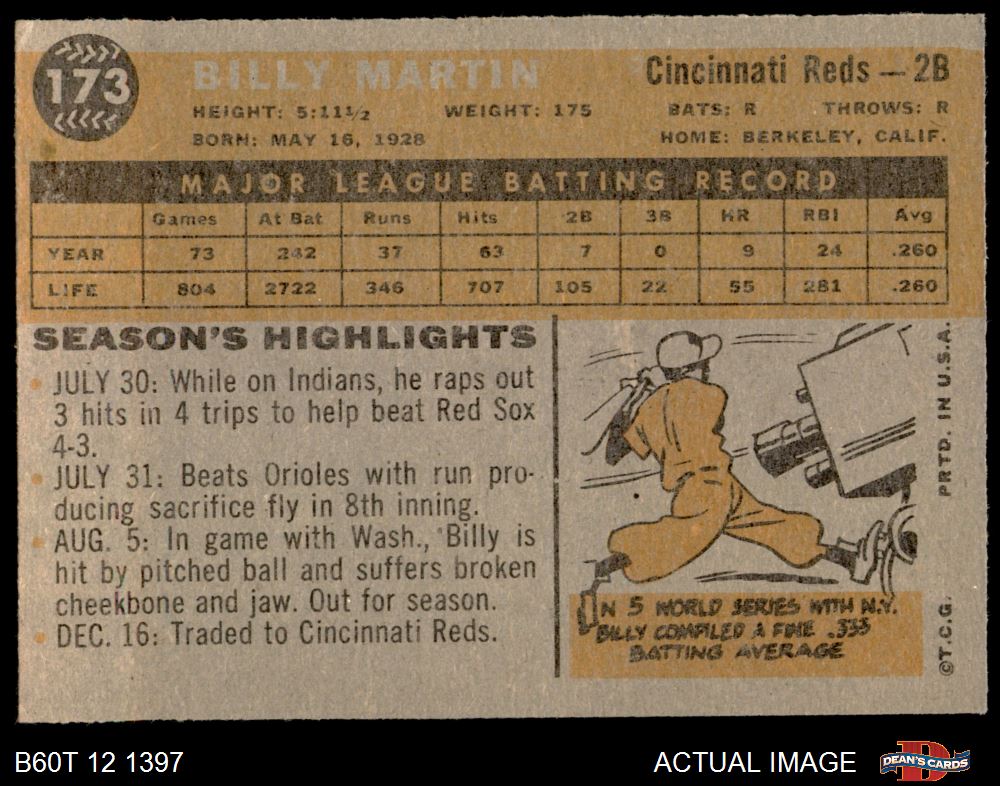 173
BILLY MARTIN
Cincinnati Reds — 2B
HEIGHT: 5:11½ WEIGHT: 175 BATS: R THROWS: R
BORN: MAY 16, 1928 HOME: BERKELEY, CALIF.
MAJOR LEAGUE BATTING RECORD
Games At Bat Runs Hits 2B 3B HR RBI Avg
YEAR 73 242 37 63 7 0 9 24 .260
LIFE 804 2722 346 707 105 22 55 281 .260
SEASON'S HIGHLIGHTS
• JULY 30: While on Indians, he raps out
3 hits in 4 trips to help beat Red Sox
4-3.
• JULY 31: Beats Orioles with run pro-
ducing sacrifice fly in 8th inning.
• AUG. 5: In game with Wash., Billy is
hit by pitched ball and suffers broken
cheekbone and jaw. Out for season.
• DEC. 16: Traded to Cincinnati Reds.
IN 5 WORLD SERIES WITH N.Y.
BILLY COMPILED A FINE .333
BATTING AVERAGE
©T.C.G. PRTD. IN U.S.A.
B60T 12 1397
ACTUAL IMAGE
D
DEAN'S CARDS